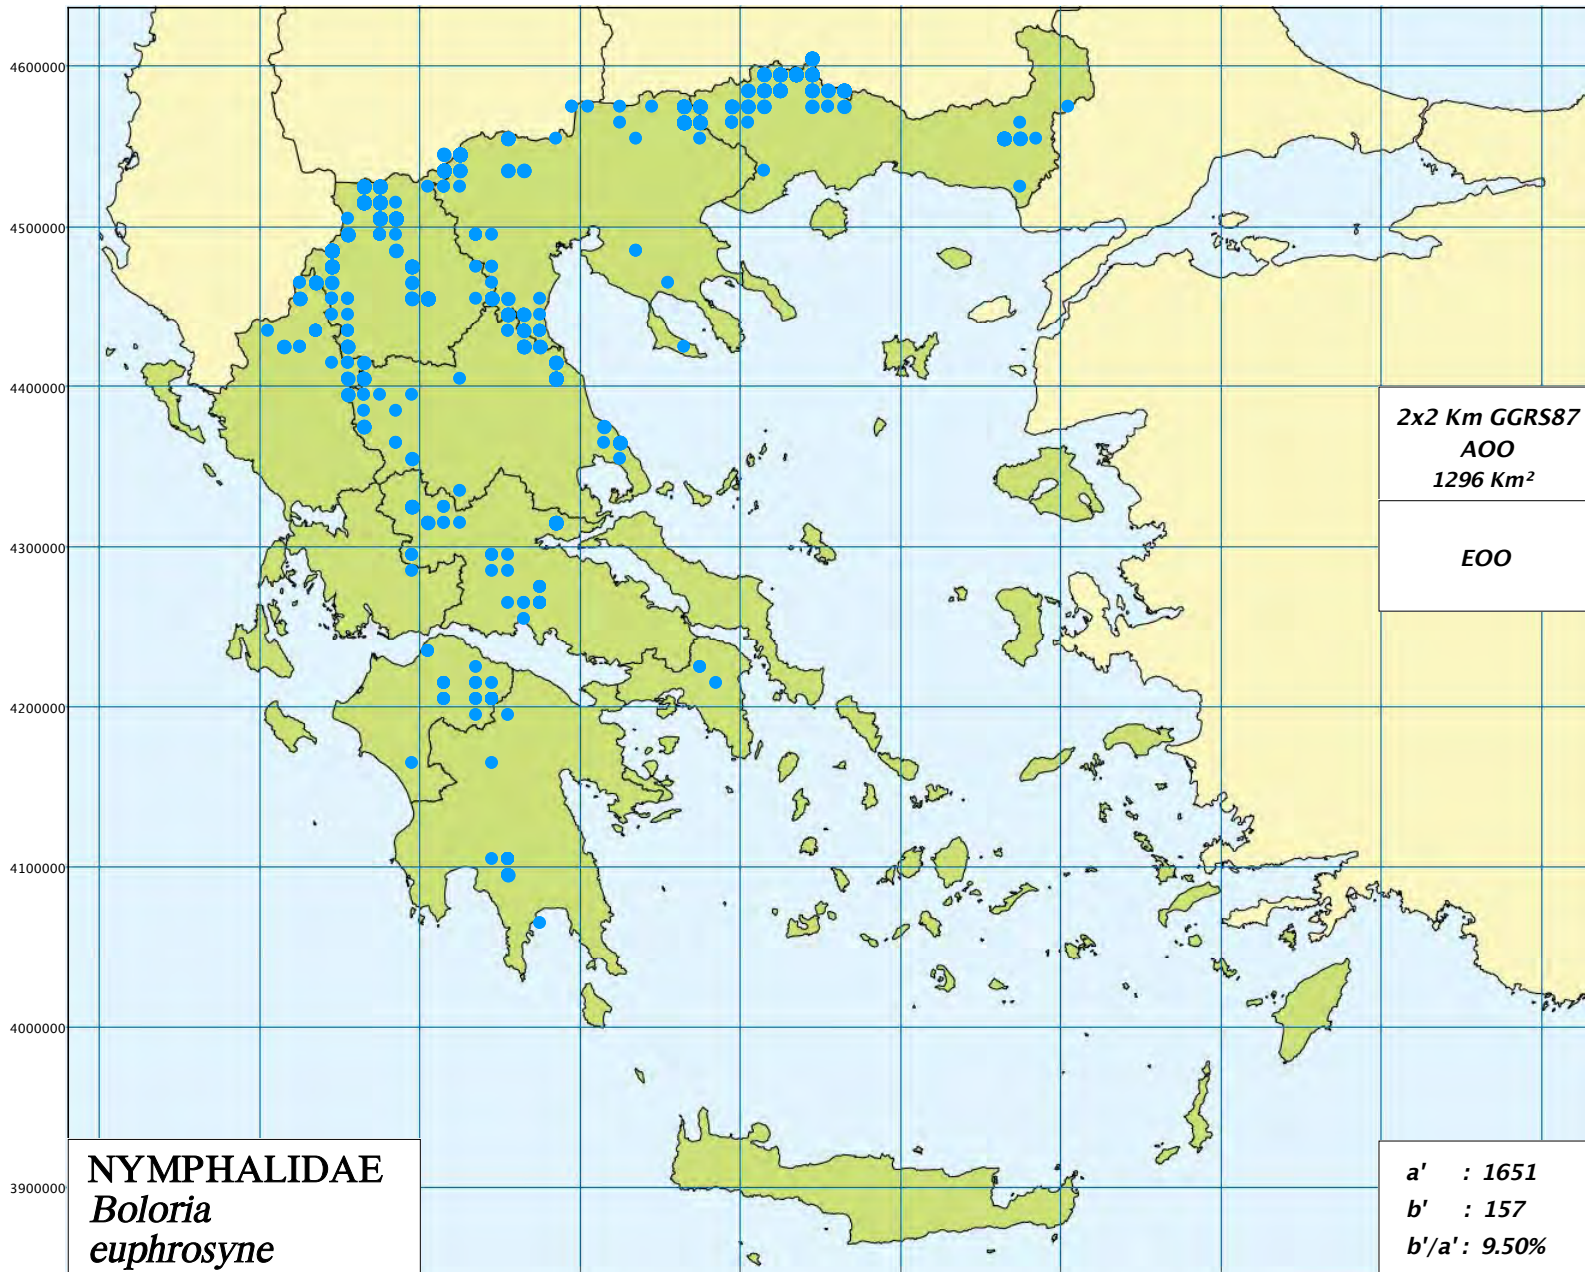 4600000
4500000
4400000
4300000
4200000
4100000
4000000
3900000
2x2 Km GGRS87
AOO
1296 Km²
EOO
NYMPHALIDAE
Boloria
euphrosyne
a' : 1651
b' : 157
b'/a' : 9.50%